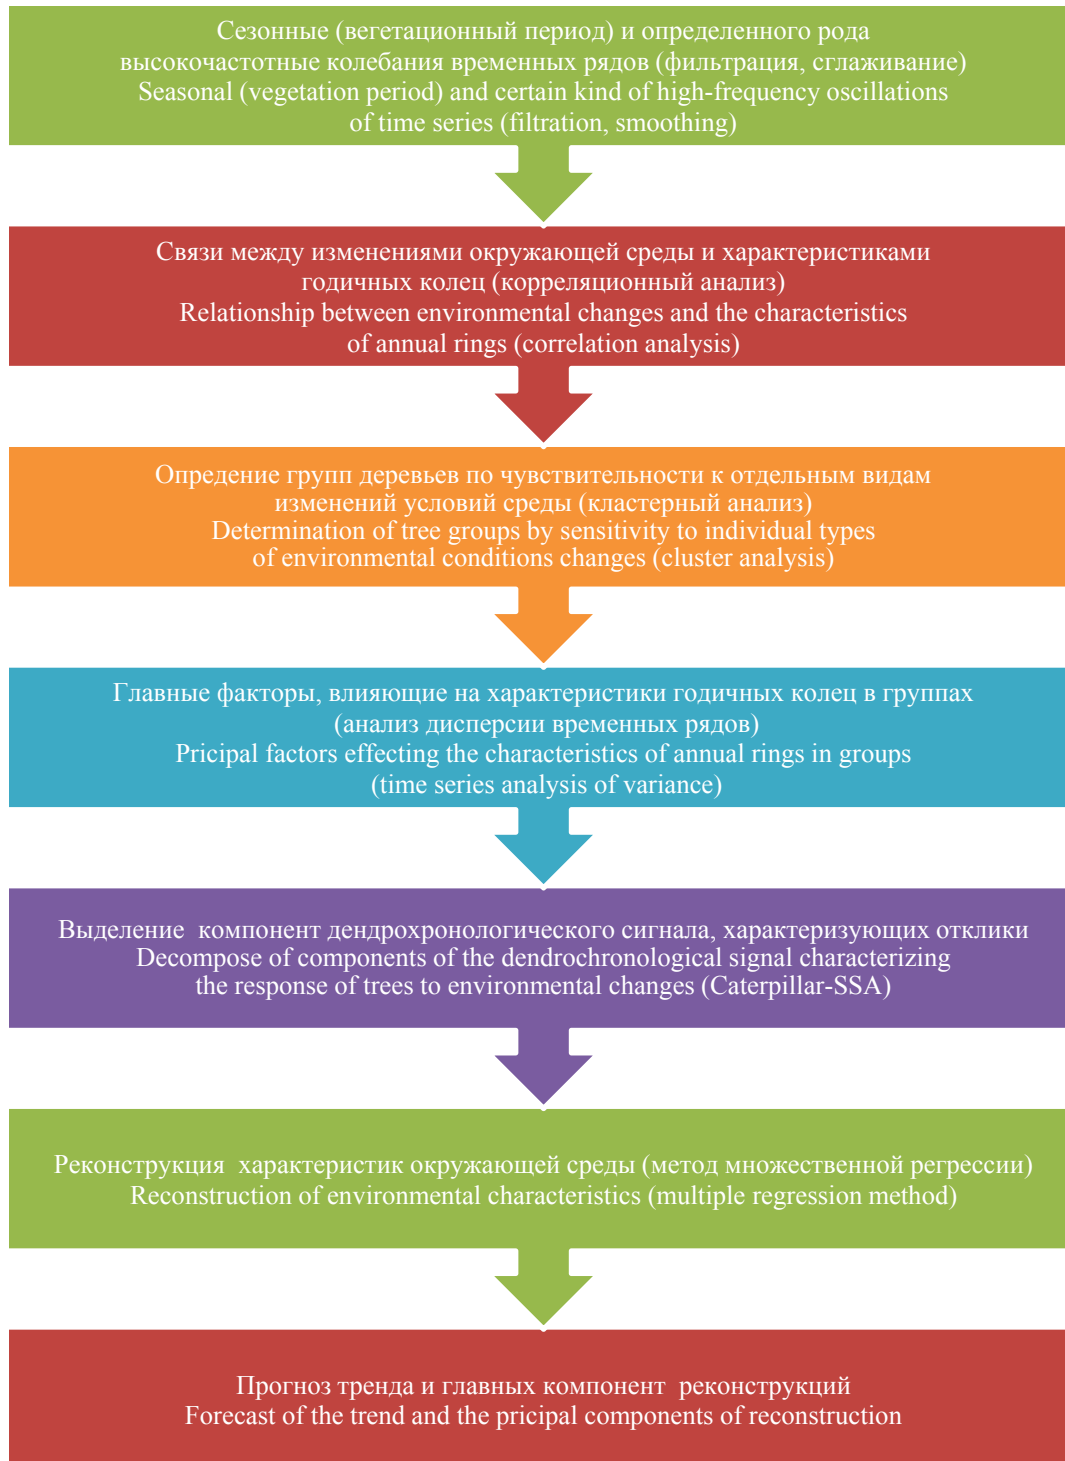 Сезонные (вегетационный период) и определенного рода
высокочастотные колебания временных рядов (фильтрация, сглаживание)
Seasonal (vegetation period) and certain kind of high-frequency oscillations
of time series (filtration, smoothing)
Связи между изменениями окружающей среды и характеристиками
годичных колец (корреляционный анализ)
Relationship between environmental changes and the characteristics
of annual rings (correlation analysis)
Опредение групп деревьев по чувствительности к отдельным видам
изменений условий среды (кластерный анализ)
Determination of tree groups by sensitivity to individual types
of environmental conditions changes (cluster analysis)
Главные факторы, влияющие на характеристики годичных колец в группах
(анализ дисперсии временных рядов)
Pricipal factors effecting the characteristics of annual rings in groups
(time series analysis of variance)
Выделение компонент дендрохронологического сигнала, характеризующих отклики
Decompose of components of the dendrochronological signal characterizing
the response of trees to environmental changes (Caterpillar-SSA)
Реконструкция характеристик окружающей среды (метод множественной регрессии)
Reconstruction of environmental characteristics (multiple regression method)
Прогноз тренда и главных компонент реконструкций
Forecast of the trend and the pricipal components of reconstruction